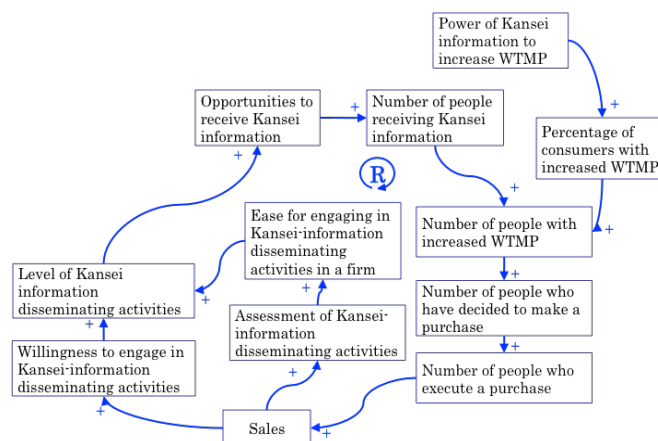 Power of Kansei
information to
increase WTMP
+
Opportunities to
receive Kansei
information
+
Number of people
receiving Kansei
information
Percentage of
consumers with
increased WTMP
+
R
+
Ease for engaging in
Kansei-information
disseminating
activities in a firm
Number of people with
increased WTMP
+
Level of Kansei
information
disseminating activities
+
+
+
Number of people who
have decided to make a
purchase
+
Assessment of Kansei-
information
disseminating activities
+
Willingness to engage in
Kansei-information
disseminating activities
+
Number of people who
execute a purchase
+
+
Sales
+